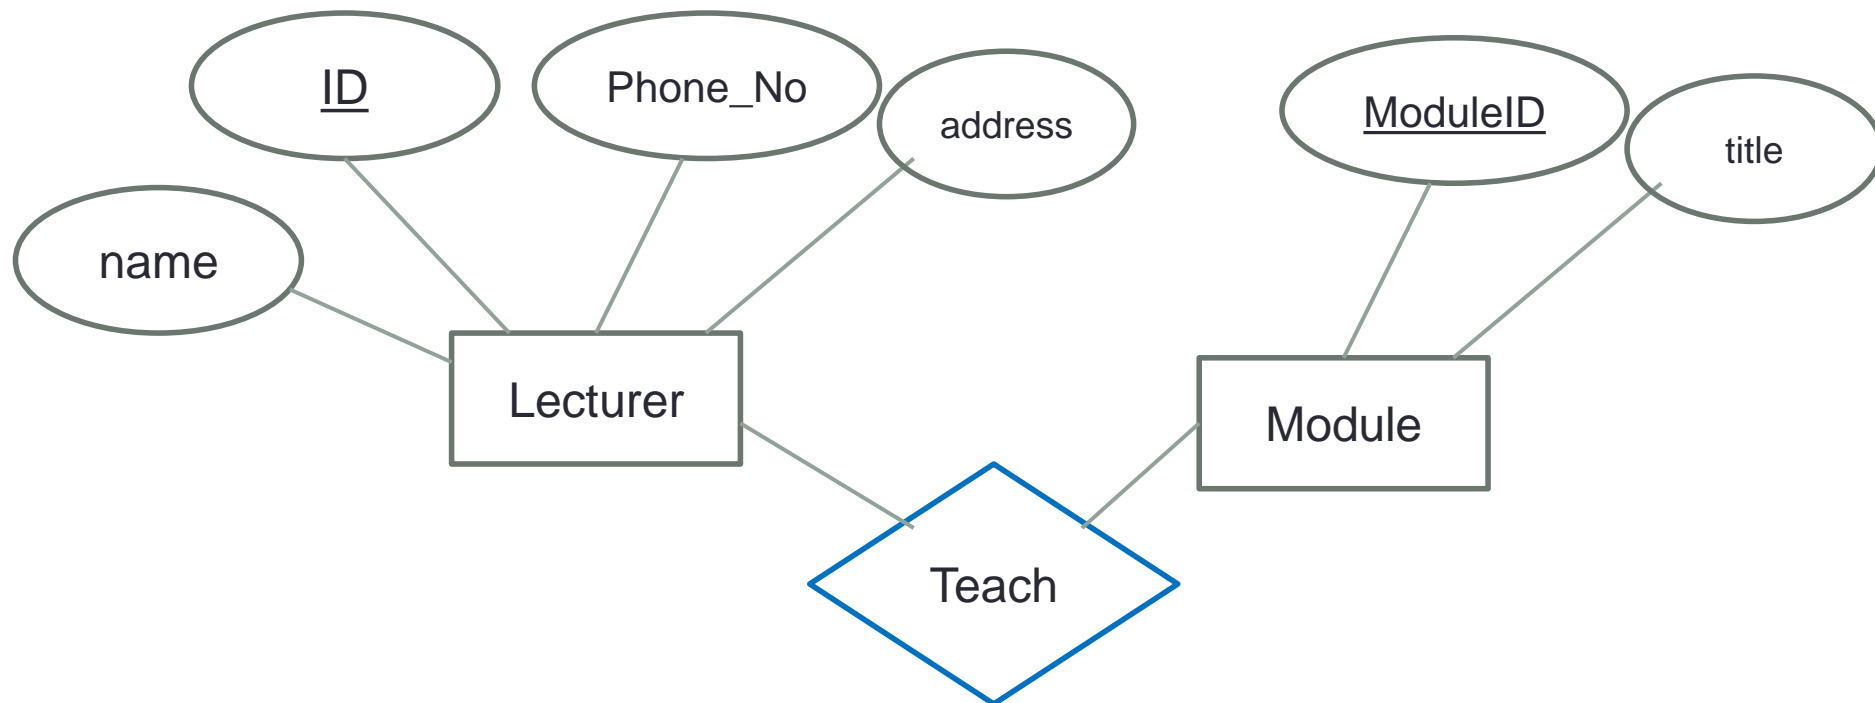 ID
Phone_No
address
ModuleID
title
name
Lecturer
Module
Teach